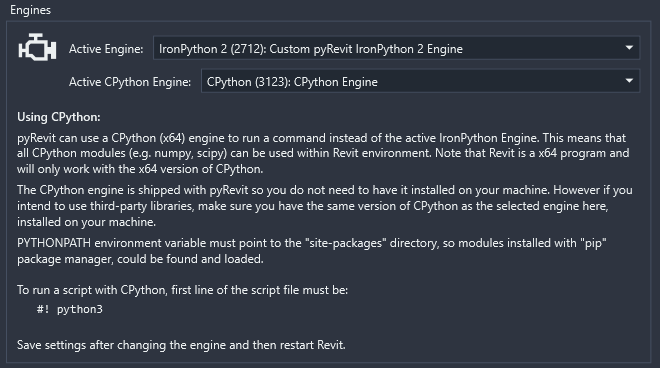 Engines
Active Engine: IronPython 2 (2712): Custom pyRevit IronPython 2 Engine
Active CPython Engine: CPython (3123): CPython Engine
Using CPython:
pyRevit can use a CPython (x64) engine to run a command instead of the active IronPython Engine. This means that
all CPython modules (e.g. numpy, scipy) can be used within Revit environment. Note that Revit is a x64 program and
will only work with the x64 version of CPython.
The CPython engine is shipped with pyRevit so you do not need to have it installed on your machine. However if you
intend to use third-party libraries, make sure you have the same version of CPython as the selected engine here,
installed on your machine.
PYTHONPATH environment variable must point to the "site-packages" directory, so modules installed with "pip"
package manager, could be found and loaded.
To run a script with CPython, first line of the script file must be:
#! python3
Save settings after changing the engine and then restart Revit.